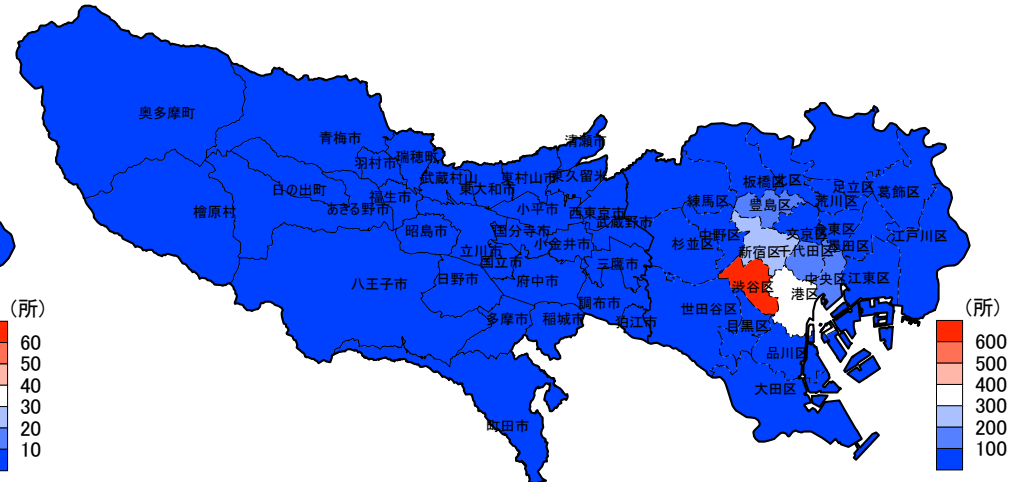 奥多摩町
青梅市
瑞穂町
羽村市
清瀬市
武蔵村山
東大和市
東村山市
東久留米
日の出町
福生市
あきる野市
檜原村
小平市
西東京市
武蔵野市
昭島市
国分寺市
小金井市
立川市
国立市
三鷹市
八王子市
日野市
府中市
調布市
多摩市
稲城市
狛江市
町田市
板橋区
北区
足立区
葛飾区
練馬区
豊島区
荒川区
中野区
文京区
台東区
墨田区
江戸川区
杉並区
新宿区
千代田区
渋谷区
港区
中央区
江東区
世田谷区
目黒区
品川区
大田区
(所)
60
50
40
30
20
10
(所)
600
500
400
300
200
100